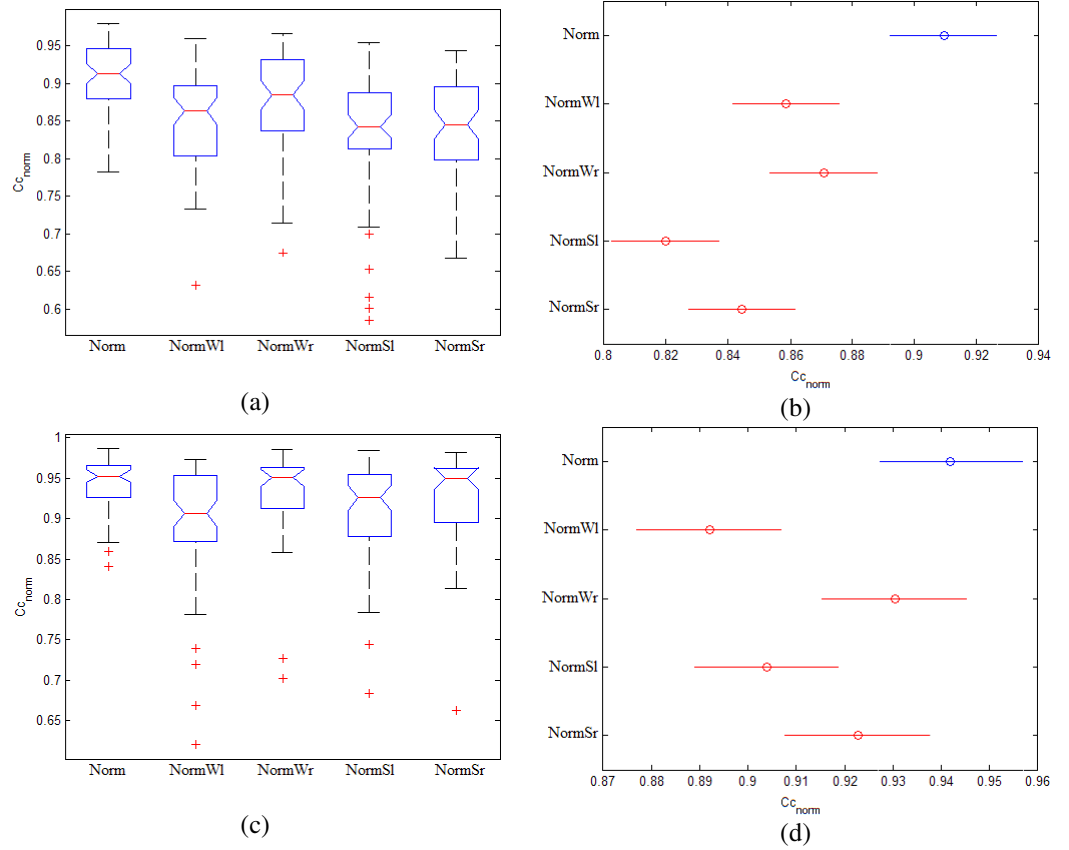 0.95
0.9
0.85
0.8
0.75
0.7
0.65
0.6
Cc_norm
Norm NormWl NormWr NormSl NormSr
(a)
Norm
NormWl
NormWr
NormSl
NormSr
0.8 0.82 0.84 0.86 0.88 0.9 0.92 0.94
Cc_norm
(b)
1
0.95
0.9
0.85
0.8
0.75
0.7
0.65
Cc_norm
Norm NormWl NormWr NormSl NormSr
(c)
Norm
NormWl
NormWr
NormSl
NormSr
0.87 0.88 0.89 0.9 0.91 0.92 0.93 0.94 0.95 0.96
Cc_norm
(d)